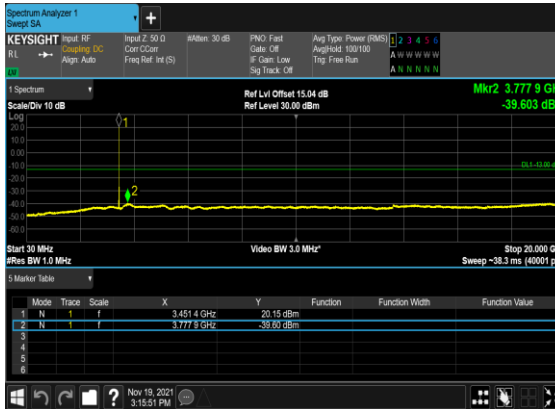 Spectrum Analyzer 1
Swept SA
KEYSIGHT Input: RF Input Z: 50 Ω #Atten: 30 dB PNO: Fast Avg Type: Power (RMS) 1 2 3 4 5 6
RL Coupling: DC Corr CCorr Gate: Off Avg|Hold: 100/100 A W W W W W
Align: Auto Freq Ref: Int (S) IF Gain: Low Trig: Free Run
Sig Track: Off A N N N N N
1 Spectrum Ref Lvl Offset 15.04 dB Mkr2 3.777 9 GH
Scale/Div 10 dB Ref Level 30.00 dBm -39.603 dB
Log
20.0
10.0
0.00
-10.0
DL1 -13.00 d
-20.0
-30.0
-40.0
-50.0
-60.0
1
2
Start 30 MHz Video BW 3.0 MHz* Stop 20.000 G
#Res BW 1.0 MHz Sweep ~38.3 ms (40001 p
5 Marker Table
Mode Trace Scale X Y Function Function Width Function Value
1 N 1 f 3.451 4 GHz 20.15 dBm
2 N 1 f 3.777 9 GHz -39.60 dBm
3
4
5
6
? Nov 19, 2021
3:15:51 PM